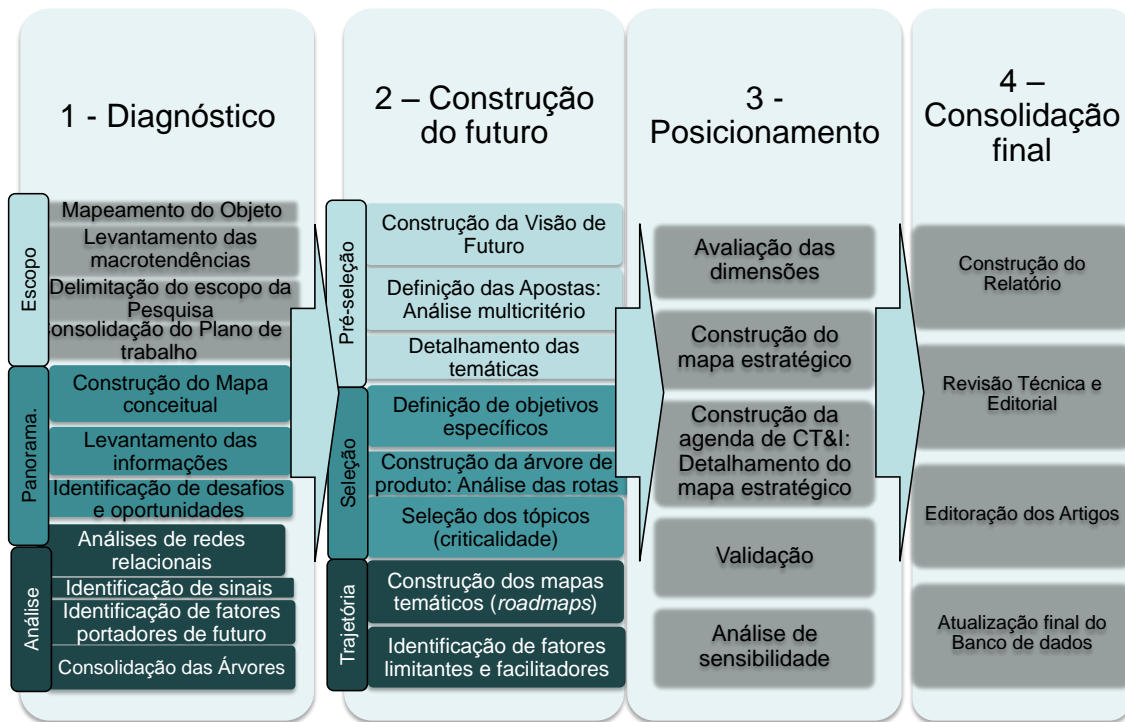 1 - Diagnóstico
Escopo
Mapeamento do Objeto
Levantamento das
macrotendências
Delimitação do escopo da
Pesquisa
Consolidação do Plano de
trabalho
Panorama.
Construção do Mapa
conceitual
Levantamento das
informações
Identificação de desafios
e oportunidades
Análise
Análises de redes
relacionais
Identificação de sinais
Identificação de fatores
portadores de futuro
Consolidação das Árvores
2 – Construção
do futuro
Pré-seleção
Construção da Visão de
Futuro
Definição das Apostas:
Análise multicritério
Detalhamento das
temáticas
Seleção
Definição de objetivos
específicos
Construção da árvore de
produto: Análise das rotas
Seleção dos tópicos
(criticalidade)
Trajetória
Construção dos mapas
temáticos (roadmaps)
Identificação de fatores
limitantes e facilitadores
3 -
Posicionamento
Avaliação das
dimensões
Construção do
mapa estratégico
Construção da
agenda de CT&I:
Detalhamento do
mapa estratégico
Validação
Análise de
sensibilidade
4 –
Consolidação
final
Construção do
Relatório
Revisão Técnica e
Editorial
Editoração dos Artigos
Atualização final do
Banco de dados